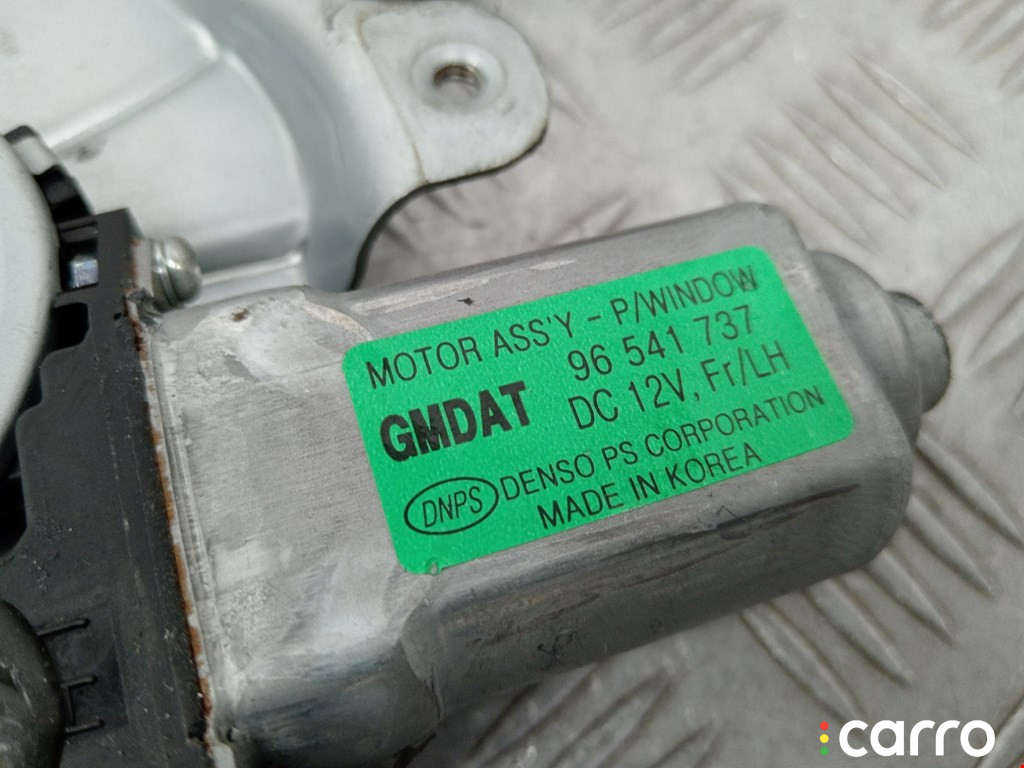 MOTOR ASS'Y - P/WINDOW
96 541 737
GMDAT
DC 12V, Fr/LH
DNPS DENSO PS CORPORATION
MADE IN KOREA
carro